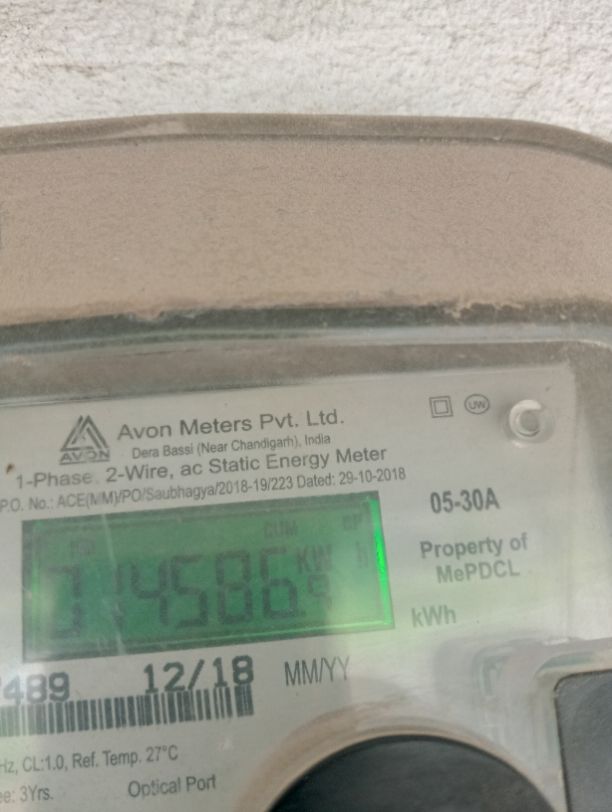 Avon Meters Pvt. Ltd.
AVON
Dera Bassi (Near Chandigarh), India
UW
1-Phase, 2-Wire, ac Static Energy Meter
P.O. No.: ACE(MM)/PO/Saubhagya/2018-19/223 Dated: 29-10-2018
05-30A
CUM
KW h
Property of
MePDCL
kWh
489 12/18 MM/YY
Hz, CL:1.0, Ref. Temp. 27°C
ee: 3Yrs. Optical Port